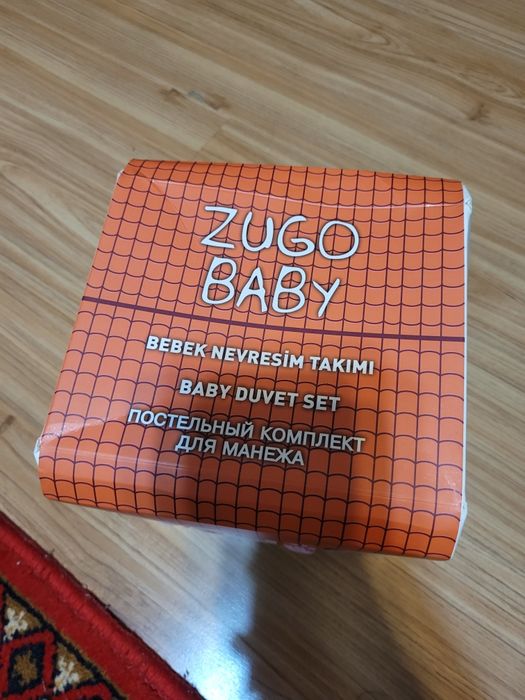 ZUGO
BABY
BEBEK NEVRESİM TAKIMI
BABY DUVET SET
ПОСТЕЛЬНЫЙ КОМПЛЕКТ
ДЛЯ МАНЕЖА